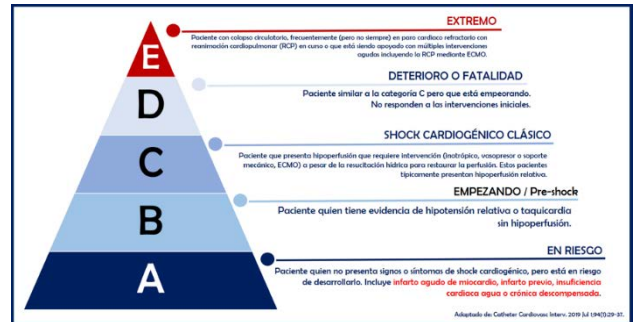 E
EXTREMO
Paciente con colapso circulatorio, frecuentemente (pero no siempre) en paro cardiaco refractario con
reanimación cardiopulmonar (RCP) en curso o que está siendo apoyado con múltiples intervenciones
agudas incluyendo la RCP mediante ECMO.
D
DETERIORO O FATALIDAD
Paciente similar a la categoría C pero que está empeorando.
No responden a las intervenciones iniciales.
C
SHOCK CARDIOGÉNICO CLÁSICO
Paciente que presenta hipoperfusión que requiere intervención (inotrópico, vasopresor o soporte
mecánico, ECMO) a pesar de la resucitación hídrica para restaurar la perfusión. Estos pacientes
típicamente presentan hipoperfusión relativa.
B
EMPEZANDO / Pre-shock
Paciente quien tiene evidencia de hipotensión relativa o taquicardia
sin hipoperfusión.
A
EN RIESGO
Paciente quien no presenta signos o síntomas de shock cardiogénico, pero está en riesgo
de desarrollarlo. Incluye infarto agudo de miocardio, infarto previo, insuficiencia
cardiaca agua o crónica descompensada.
Adaptado de: Catheter Cardiovasc Interv. 2019 Jul 1;94(1):29-37.